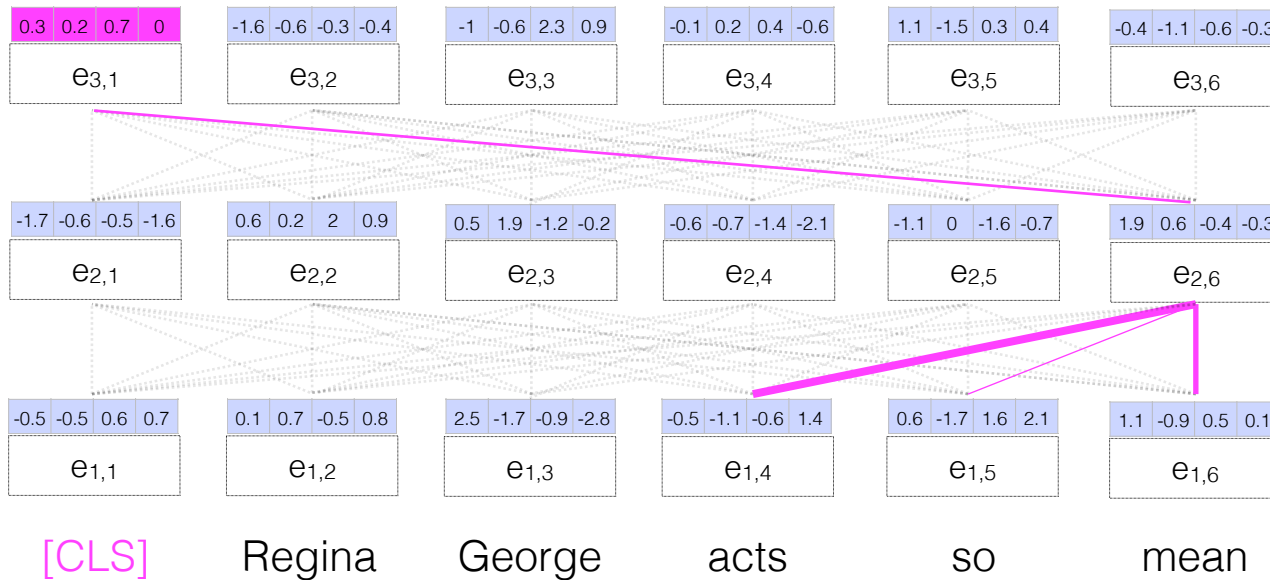 0.3 0.2 0.7 0 -1.6 -0.6 -0.3 -0.4 -1 -0.6 2.3 0.9 -0.1 0.2 0.4 -0.6 1.1 -1.5 0.3 0.4 -0.4 -1.1 -0.6 -0.3
e3,1 e3,2 e3,3 e3,4 e3,5 e3,6
-1.7 -0.6 -0.5 -1.6 0.6 0.2 2 0.9 0.5 1.9 -1.2 -0.2 -0.6 -0.7 -1.4 -2.1 -1.1 0 -1.6 -0.7 1.9 0.6 -0.4 -0.3
e2,1 e2,2 e2,3 e2,4 e2,5 e2,6
-0.5 -0.5 0.6 0.7 0.1 0.7 -0.5 0.8 2.5 -1.7 -0.9 -2.8 -0.5 -1.1 -0.6 1.4 0.6 -1.7 1.6 2.1 1.1 -0.9 0.5 0.1
e1,1 e1,2 e1,3 e1,4 e1,5 e1,6
[CLS] Regina George acts so mean